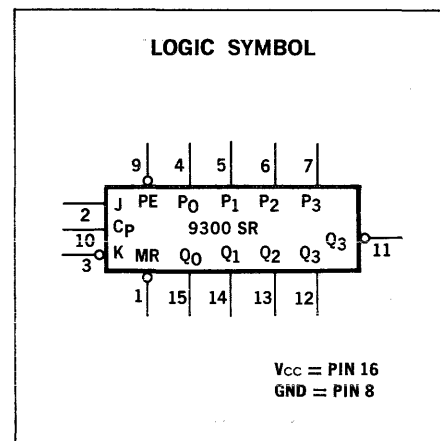 LOGIC SYMBOL
9 4 5 6 7
J PE P0 P1 P2 P3
2
CP 9300 SR Q3 11
10
K MR Q0 Q1 Q2 Q3
3
1 15 14 13 12
VCC = PIN 16
GND = PIN 8